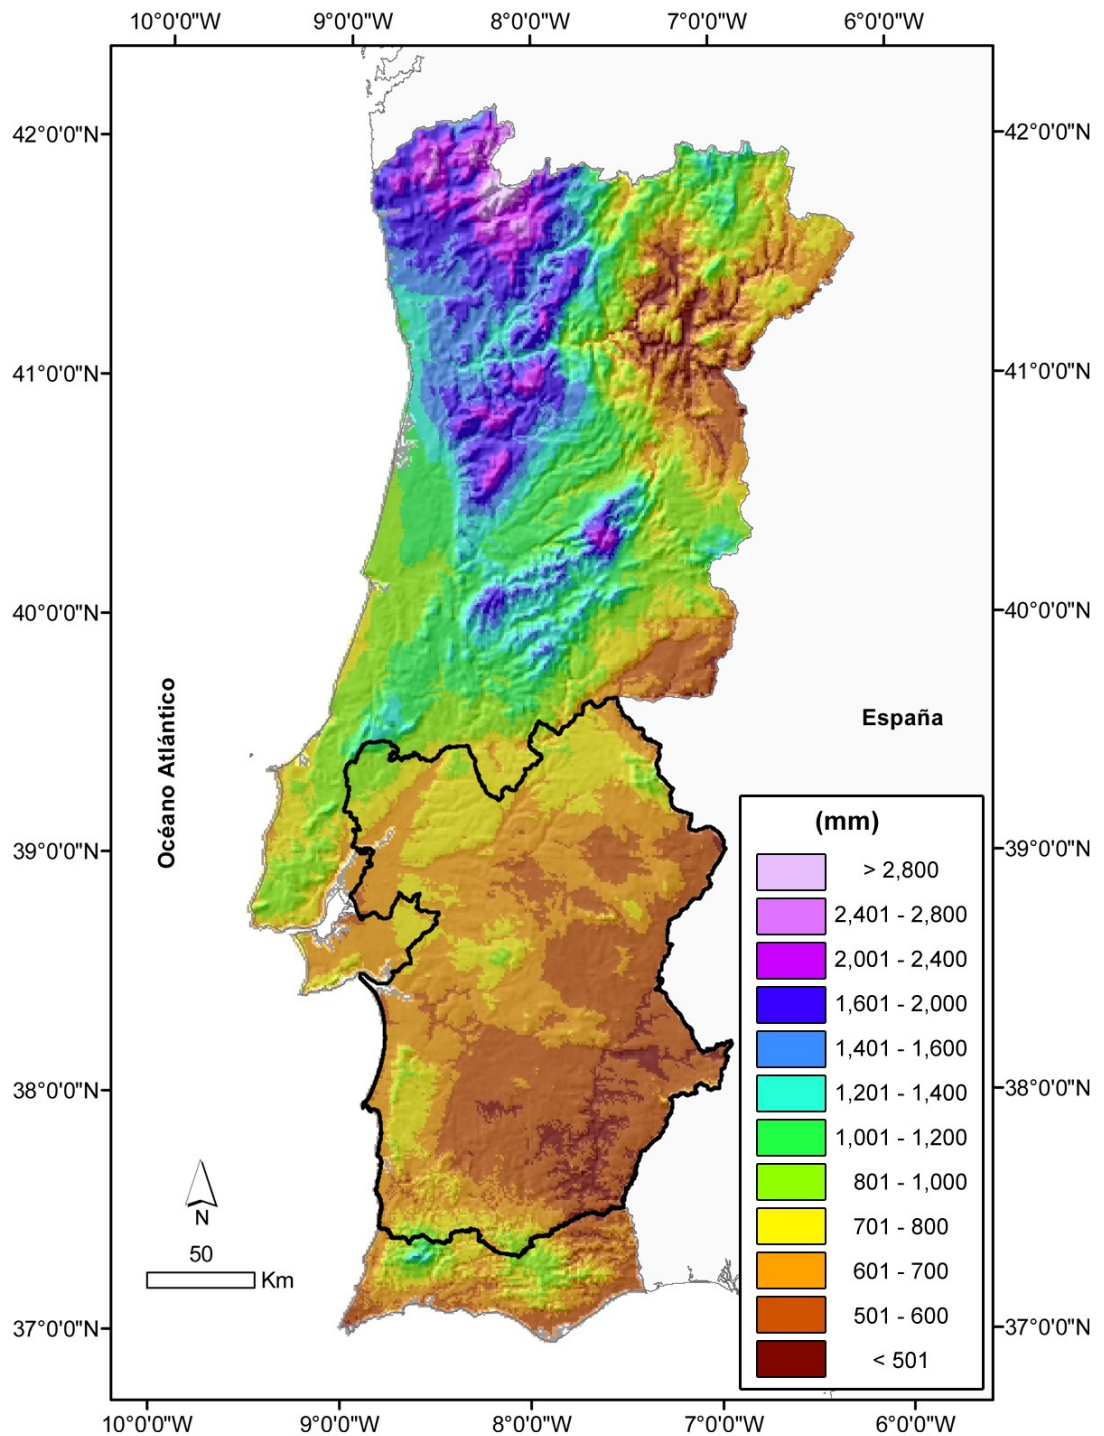 10°0'0"W 9°0'0"W 8°0'0"W 7°0'0"W 6°0'0"W
42°0'0"N 42°0'0"N
41°0'0"N 41°0'0"N
40°0'0"N 40°0'0"N
Océano Atlántico
España
39°0'0"N 39°0'0"N
38°0'0"N 38°0'0"N
37°0'0"N 37°0'0"N
(mm)
> 2,800
2,401 - 2,800
2,001 - 2,400
1,601 - 2,000
1,401 - 1,600
1,201 - 1,400
1,001 - 1,200
801 - 1,000
701 - 800
601 - 700
501 - 600
< 501
N
50
Km
10°0'0"W 9°0'0"W 8°0'0"W 7°0'0"W 6°0'0"W